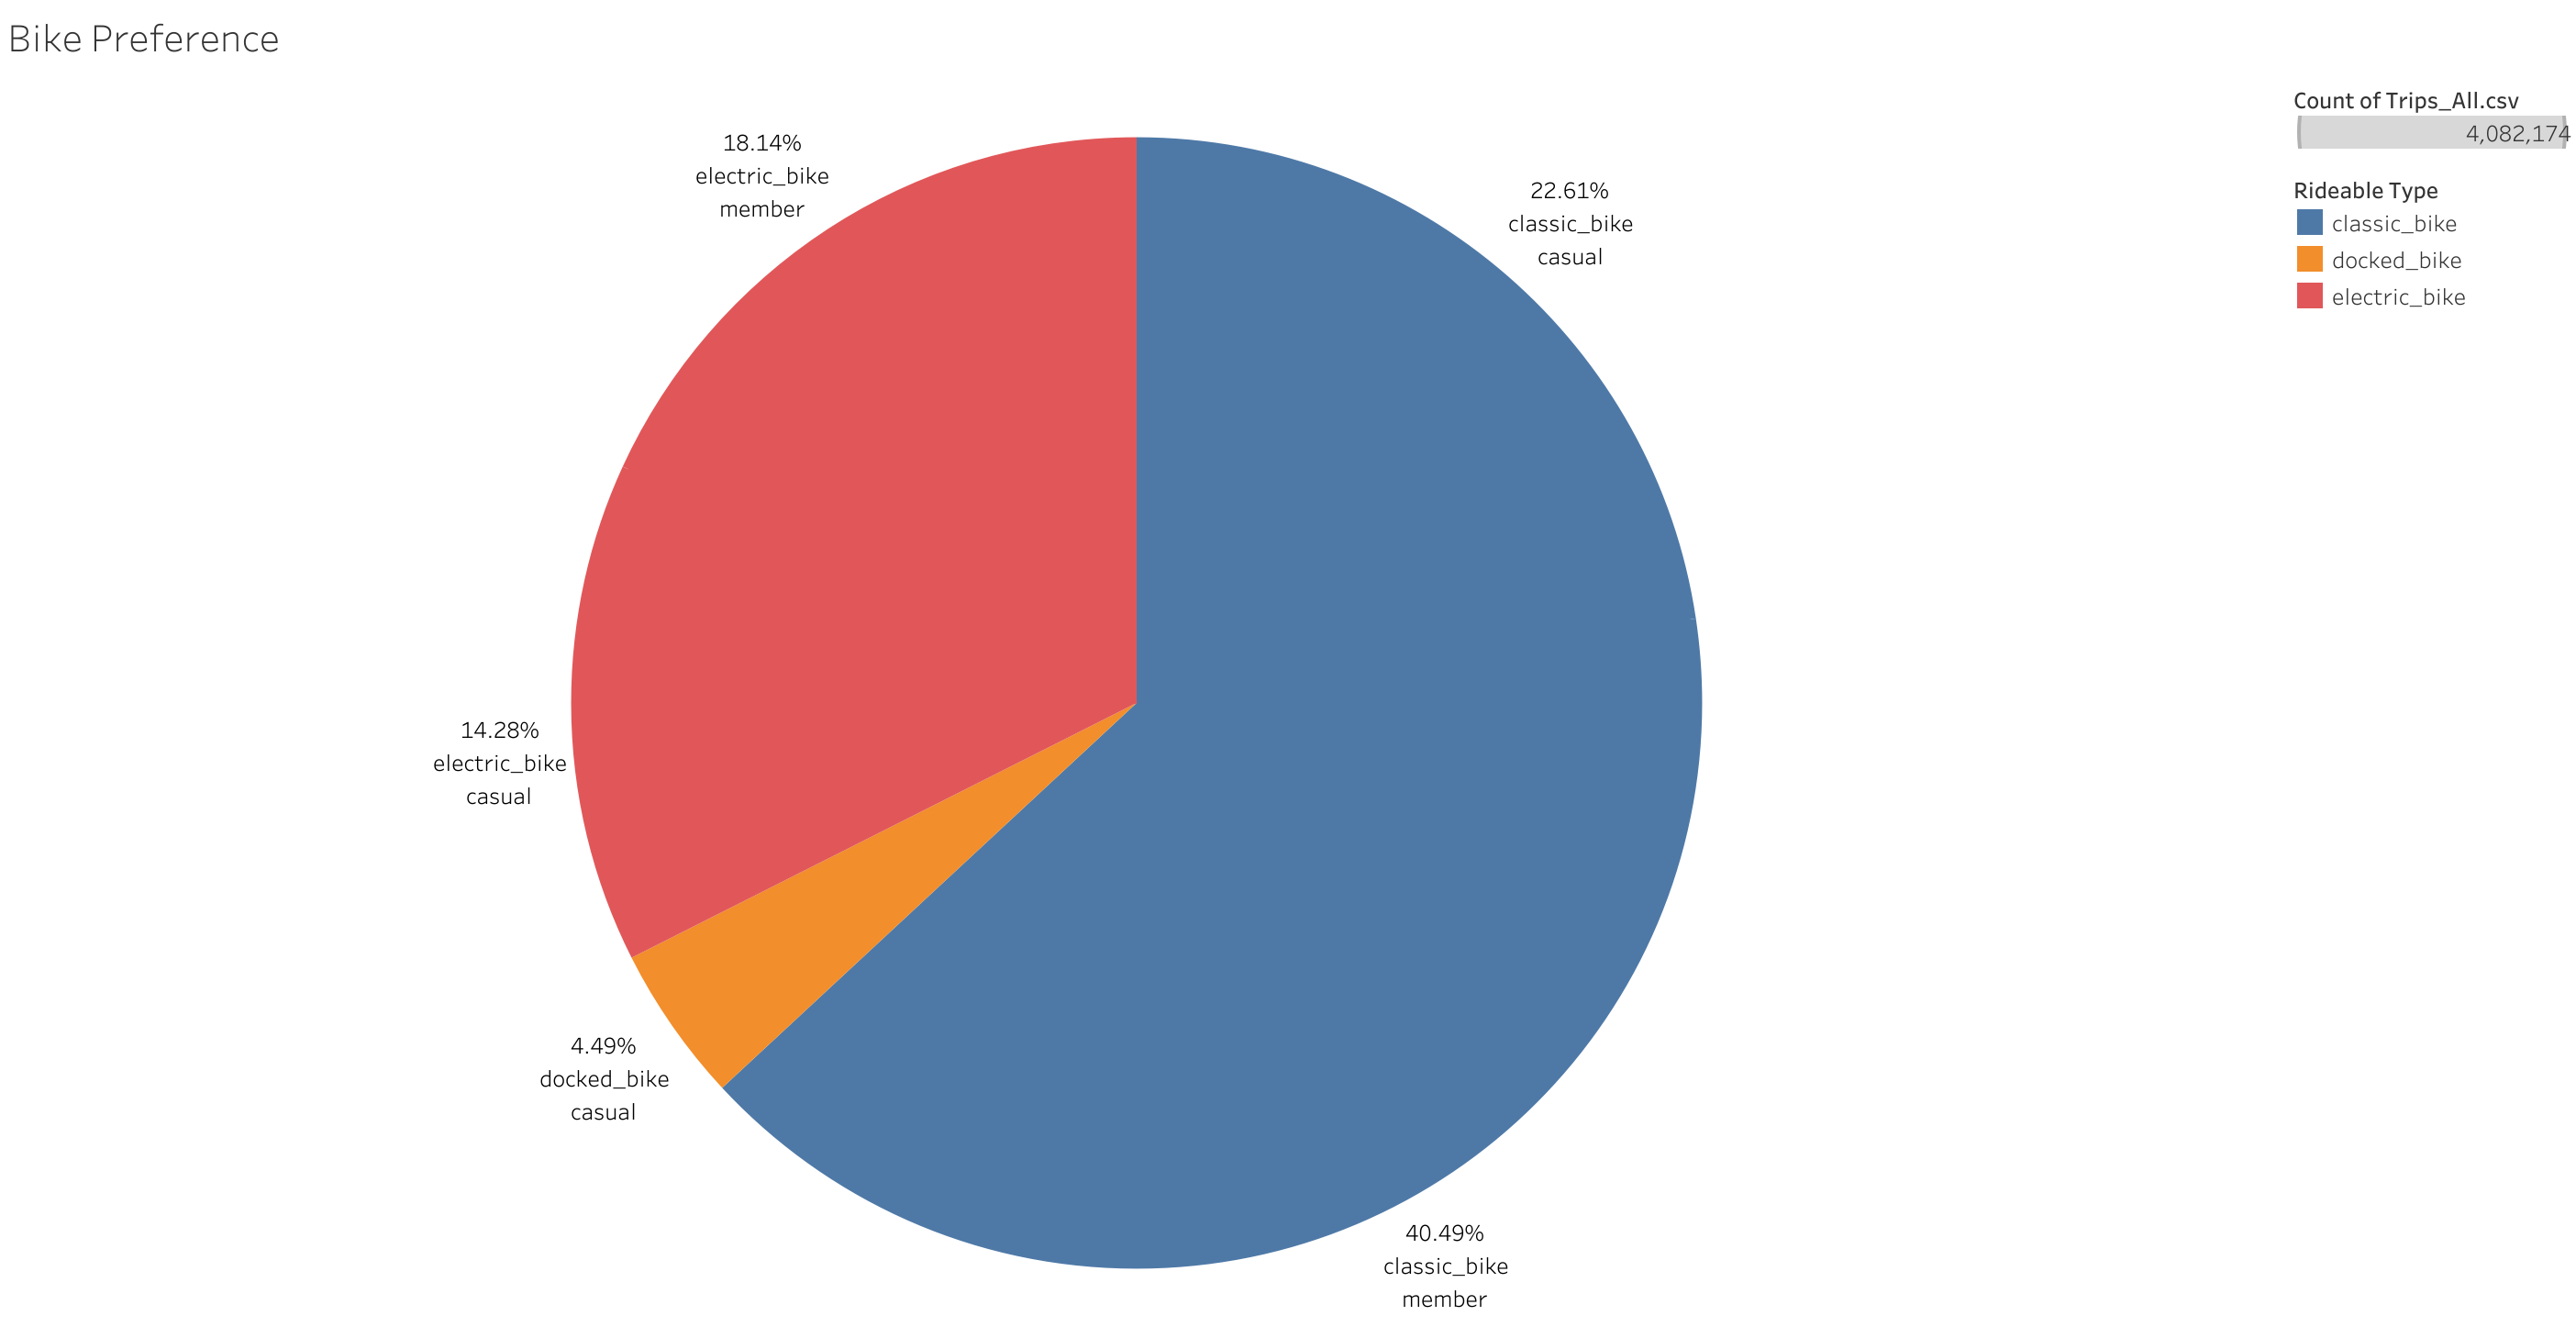 Bike Preference
18.14%
electric_bike
member
22.61%
classic_bike
casual
14.28%
electric_bike
casual
4.49%
docked_bike
casual
40.49%
classic_bike
member
Count of Trips_All.csv
4,082,174
Rideable Type
classic_bike
docked_bike
electric_bike